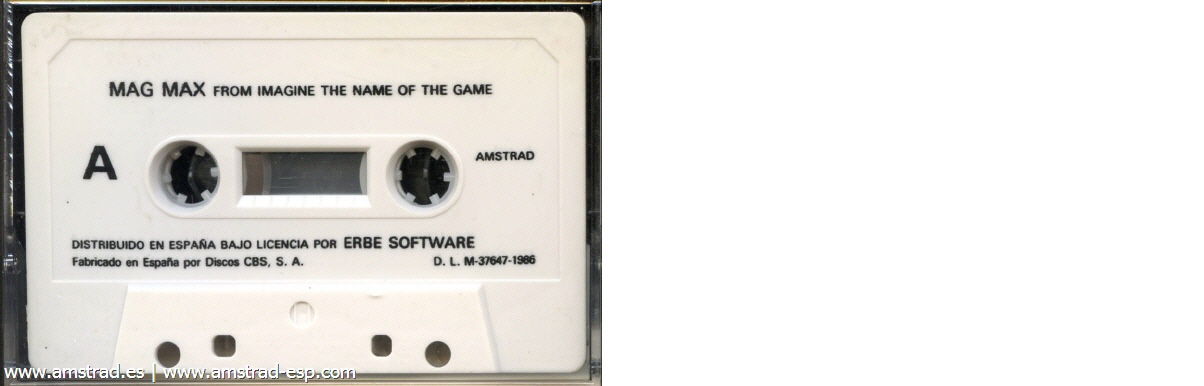 MAG MAX FROM IMAGINE THE NAME OF THE GAME
A
AMSTRAD
DISTRIBUIDO EN ESPAÑA BAJO LICENCIA POR ERBE SOFTWARE
Fabricado en España por Discos CBS, S. A.
D. L. M-37647-1986
www.amstrad.es | www.amstrad-esp.com